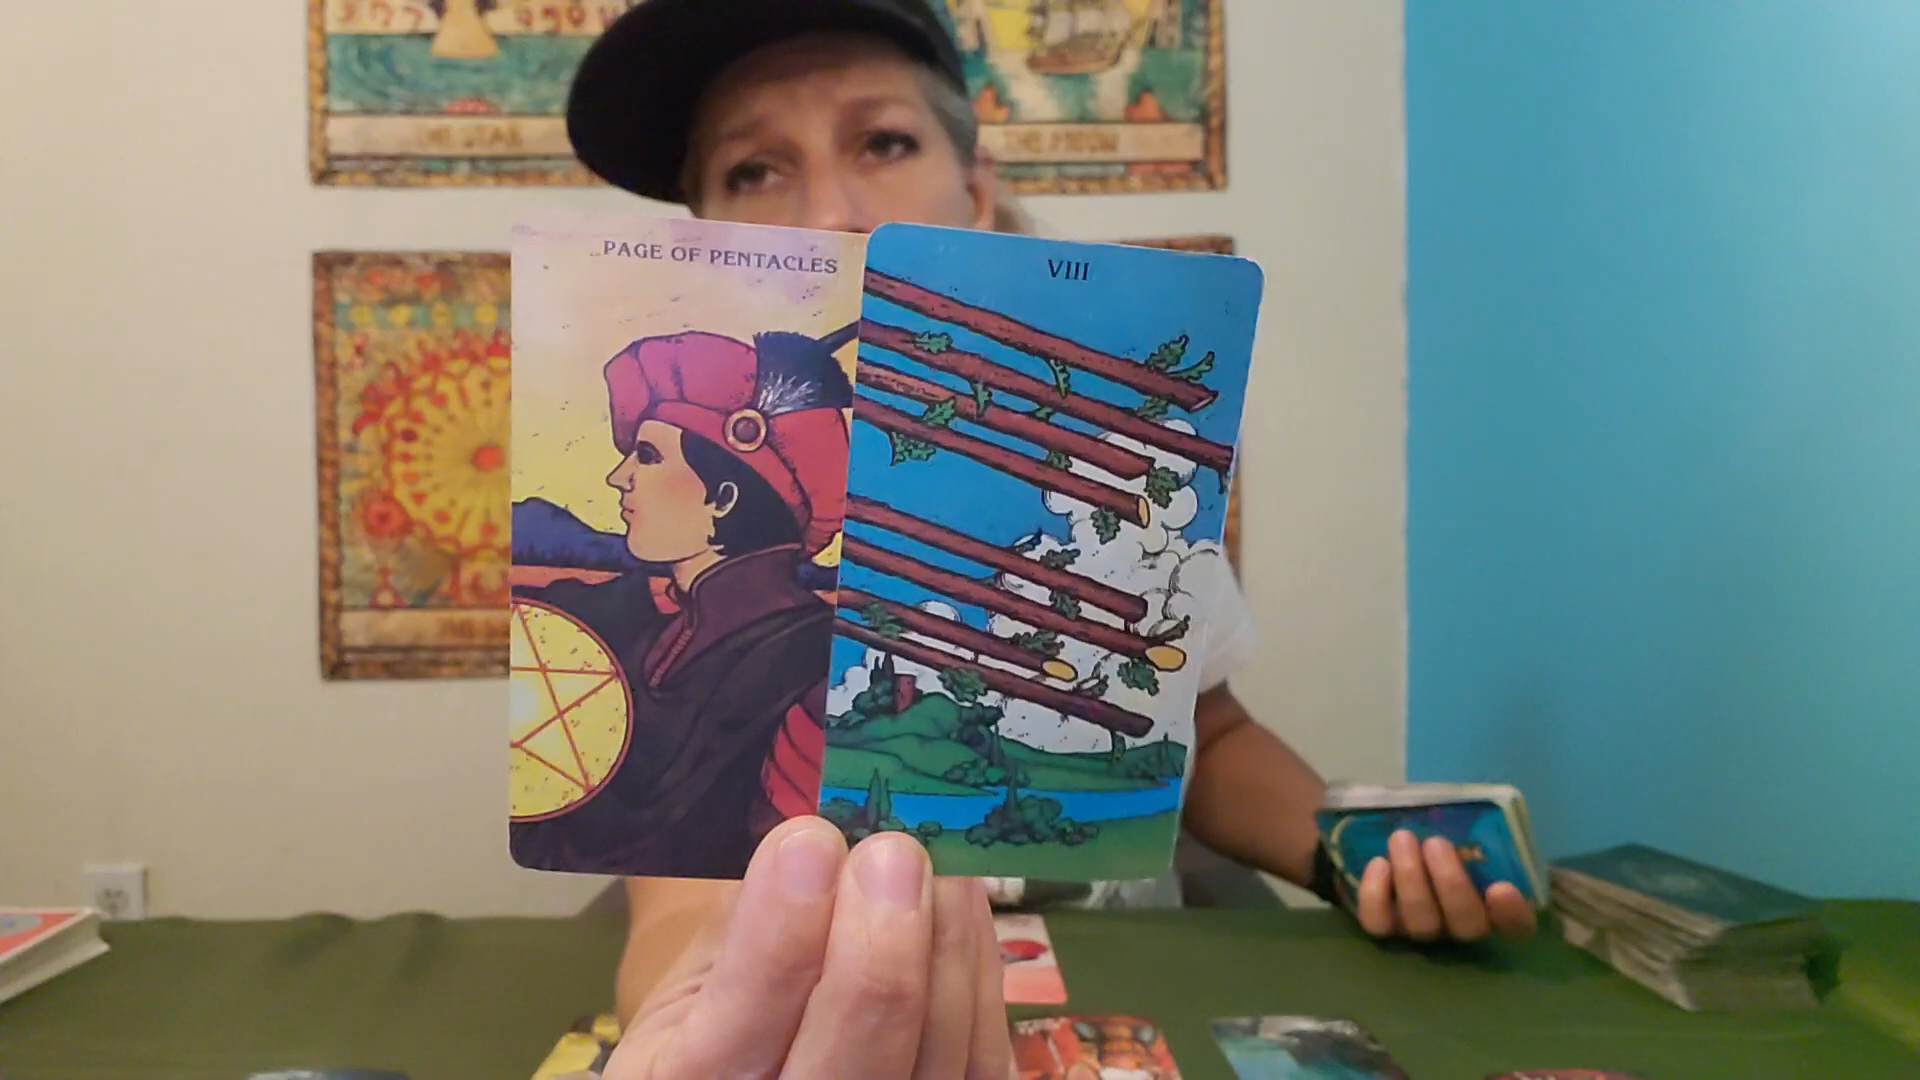 THE STAR
THE MOON
PAGE OF PENTACLES
VIII